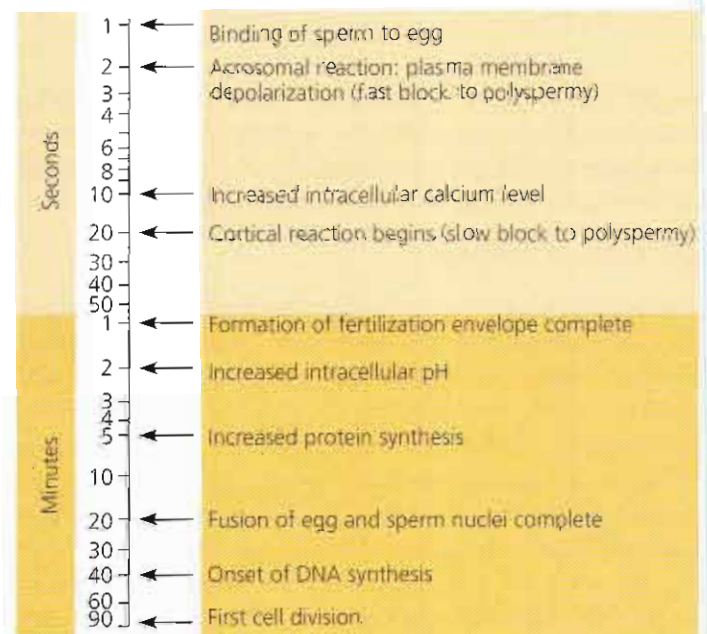 Seconds
1 Binding of sperm to egg
2 Acrosomal reaction: plasma membrane
3 depolarization (fast block to polyspermy)
4
6
8
10 Increased intracellular calcium level
20 Cortical reaction begins (slow block to polyspermy)
30
40
50
Minutes
1 Formation of fertilization envelope complete
2 Increased intracellular pH
3
4
5 Increased protein synthesis
10
20 Fusion of egg and sperm nuclei complete
30
40 Onset of DNA synthesis
60
90 First cell division